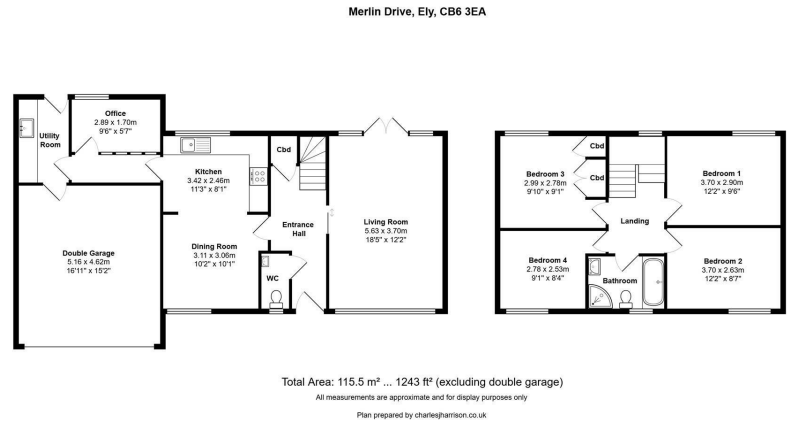 Merlin Drive, Ely, CB6 3EA
Office
2.89 x 1.70m
9'6" x 5'7"
Utility
Room
Kitchen
3.42 x 2.46m
11'3" x 8'1"
Cbd
Double Garage
5.16 x 4.62m
16'11" x 15'2"
Dining Room
3.11 x 3.06m
10'2" x 10'1"
Entrance
Hall
WC
Living Room
5.63 x 3.70m
18'5" x 12'2"
Cbd
Cbd
Bedroom 3
2.99 x 2.78m
9'10" x 9'1"
Bedroom 1
3.70 x 2.90m
12'2" x 9'6"
Landing
Bedroom 4
2.78 x 2.53m
9'1" x 8'4"
Bathroom
Bedroom 2
3.70 x 2.63m
12'2" x 8'7"
Total Area: 115.5 m² ... 1243 ft² (excluding double garage)
All measurements are approximate and for display purposes only
Plan prepared by charlesjharrison.co.uk